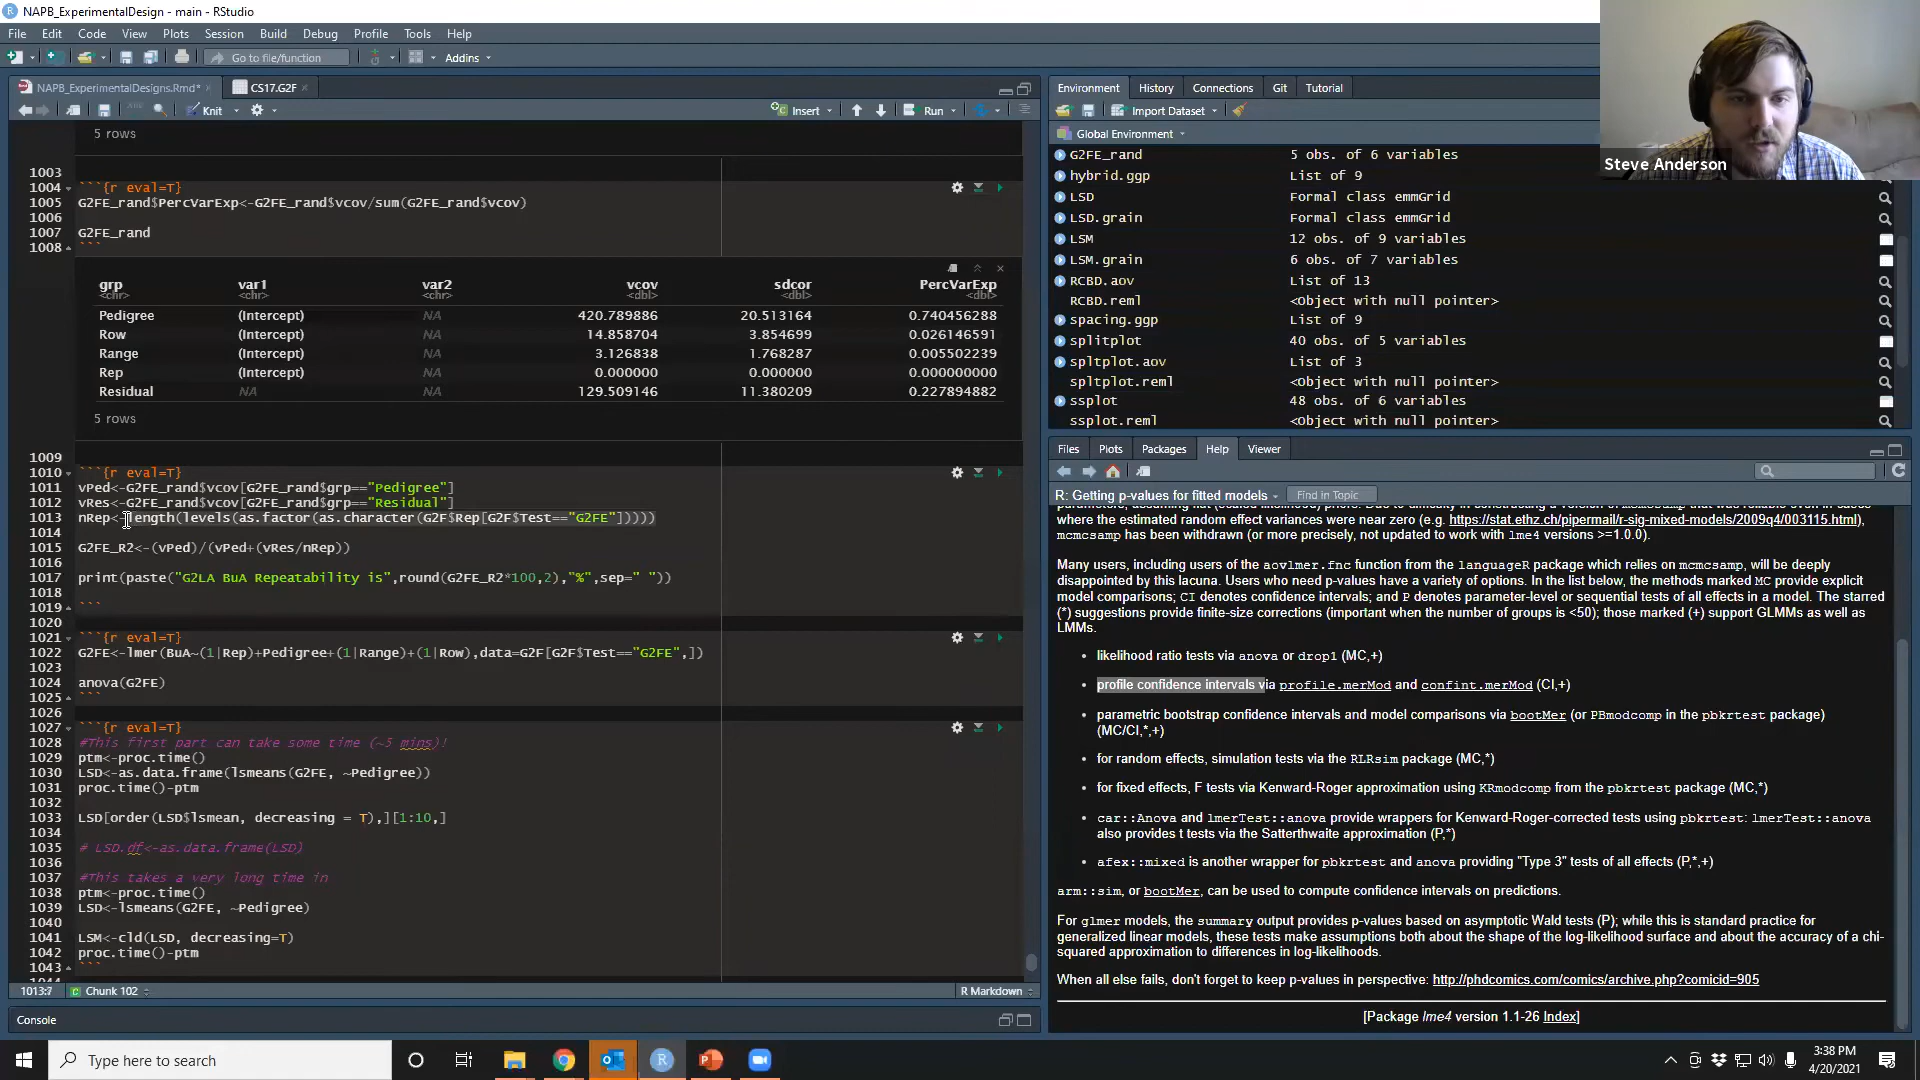 NAPB_ExperimentalDesign - main - RStudio
File Edit Code View Plots Session Build Debug Profile Tools Help
Go to file/function Addins
NAPB_ExperimentalDesigns.Rmd* CS17.G2F
Knit Insert Run
5 rows
1003
1004 ```{r eval=T}
1005 G2FE_rand$PercVarExp<-G2FE_rand$vcov/sum(G2FE_rand$vcov)
1006
1007 G2FE_rand
1008 ```
grp var1 var2 vcov sdcor PercVarExp
<chr> <chr> <chr> <dbl> <dbl> <dbl>
Pedigree (Intercept) NA 420.789886 20.513164 0.740456288
Row (Intercept) NA 14.858704 3.854699 0.026146591
Range (Intercept) NA 3.126838 1.768287 0.005502239
Rep (Intercept) NA 0.000000 0.000000 0.000000000
Residual NA NA 129.509146 11.380209 0.227894882
5 rows
1009
1010 ```{r eval=T}
1011 vPed<-G2FE_rand$vcov[G2FE_rand$grp=="Pedigree"]
1012 vRes<-G2FE_rand$vcov[G2FE_rand$grp=="Residual"]
1013 nRep<-length(levels(as.factor(as.character(G2F$Rep[G2F$Test=="G2FE"]))))
1014
1015 G2FE_R2<-(vPed)/(vPed+(vRes/nRep))
1016
1017 print(paste("G2LA BuA Repeatability is",round(G2FE_R2*100,2),"%",sep=" "))
1018
1019 ```
1020
1021 ```{r eval=T}
1022 G2FE<-lmer(BuA~(1|Rep)+Pedigree+(1|Range)+(1|Row),data=G2F[G2F$Test=="G2FE",])
1023
1024 anova(G2FE)
1025 ```
1026
1027 ```{r eval=T}
1028 #This first part can take some time (~5 mins)!
1029 ptm<-proc.time()
1030 LSD<-as.data.frame(lsmeans(G2FE, ~Pedigree))
1031 proc.time()-ptm
1032
1033 LSD[order(LSD$lsmean, decreasing = T),][1:10,]
1034
1035 # LSD.df<-as.data.frame(LSD)
1036
1037 #This takes a very long time in
1038 ptm<-proc.time()
1039 LSD<-lsmeans(G2FE, ~Pedigree)
1040
1041 LSM<-cld(LSD, decreasing=T)
1042 proc.time()-ptm
1043 ```
1013:7 Chunk 102 R Markdown
Console
Environment History Connections Git Tutorial
Import Dataset
Global Environment
G2FE_rand 5 obs. of 6 variables
hybrid.ggp List of 9
LSD Formal class emmGrid
LSD.grain Formal class emmGrid
LSM 12 obs. of 9 variables
LSM.grain 6 obs. of 7 variables
RCBD.aov List of 13
RCBD.reml <Object with null pointer>
spacing.ggp List of 9
splitplot 40 obs. of 5 variables
spltplot.aov List of 3
spltplot.reml <Object with null pointer>
ssplot 48 obs. of 6 variables
ssplot.reml <Object with null pointer>
Steve Anderson
Files Plots Packages Help Viewer
R: Getting p-values for fitted models Find in Topic
where the estimated random effect variances were near zero (e.g. https://stat.ethz.ch/pipermail/r-sig-mixed-models/2009q4/003115.html),
mcmcsamp has been withdrawn (or more precisely, not updated to work with lme4 versions >=1.0.0).
Many users, including users of the aovlmer.fnc function from the languageR package which relies on mcmcsamp, will be deeply
disappointed by this lacuna. Users who need p-values have a variety of options. In the list below, the methods marked MC provide explicit
model comparisons; CI denotes confidence intervals; and P denotes parameter-level or sequential tests of all effects in a model. The starred
(*) suggestions provide finite-size corrections (important when the number of groups is <50); those marked (+) support GLMMs as well as
LMMs.
• likelihood ratio tests via anova or drop1 (MC,+)
• profile confidence intervals via profile.merMod and confint.merMod (CI,+)
• parametric bootstrap confidence intervals and model comparisons via bootMer (or PBmodcomp in the pbkrtest package)
(MC/CI,*,+)
• for random effects, simulation tests via the RLRsim package (MC,*)
• for fixed effects, F tests via Kenward-Roger approximation using KRmodcomp from the pbkrtest package (MC,*)
• car::Anova and lmerTest::anova provide wrappers for Kenward-Roger-corrected tests using pbkrtest: lmerTest::anova
also provides t tests via the Satterthwaite approximation (P,*)
• afex::mixed is another wrapper for pbkrtest and anova providing "Type 3" tests of all effects (P,*,+)
arm::sim, or bootMer, can be used to compute confidence intervals on predictions.
For glmer models, the summary output provides p-values based on asymptotic Wald tests (P); while this is standard practice for
generalized linear models, these tests make assumptions both about the shape of the log-likelihood surface and about the accuracy of a chi-
squared approximation to differences in log-likelihoods.
When all else fails, don't forget to keep p-values in perspective: http://phdcomics.com/comics/archive.php?comicid=905
[Package lme4 version 1.1-26 Index]
Type here to search
3:38 PM
4/20/2021